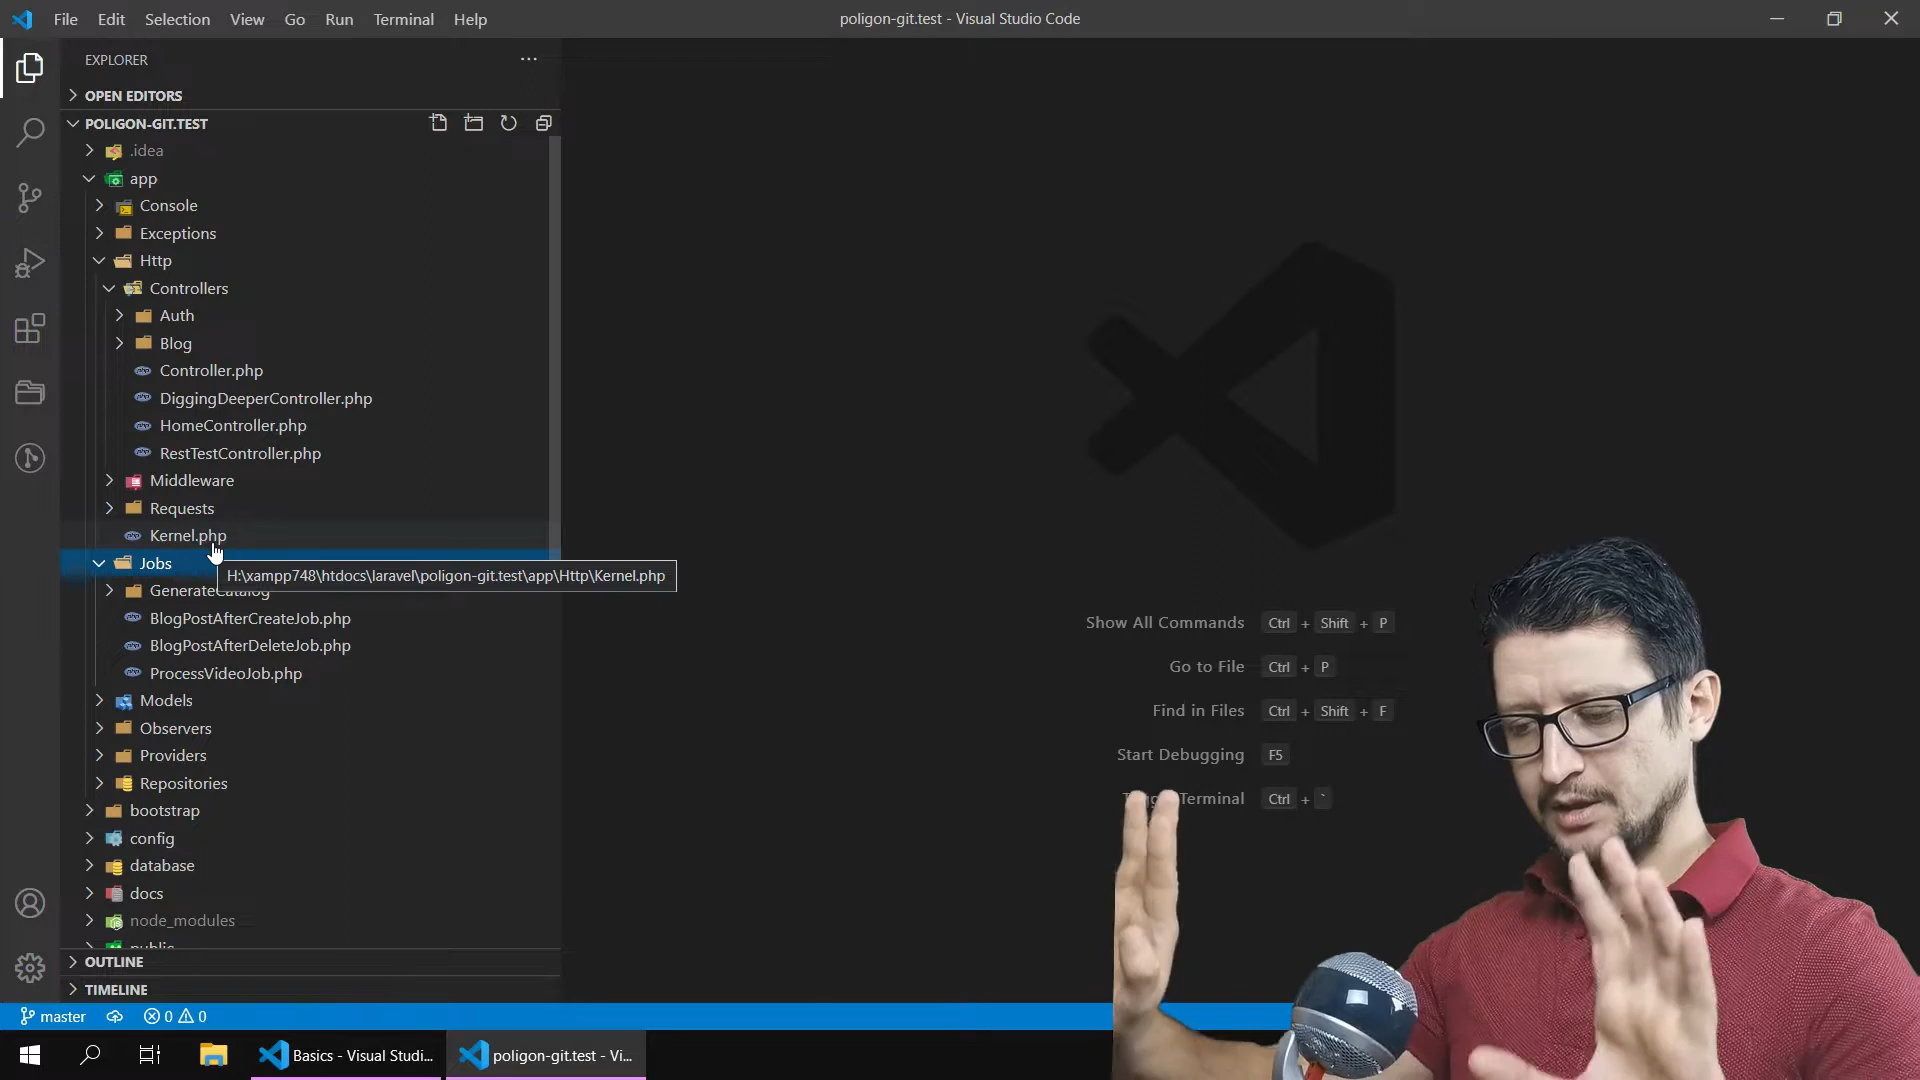 File Edit Selection View Go Run Terminal Help
poligon-git.test - Visual Studio Code
EXPLORER
OPEN EDITORS
POLIGON-GIT.TEST
.idea
app
Console
Exceptions
Http
Controllers
Auth
Blog
Controller.php
DiggingDeeperController.php
HomeController.php
RestTestController.php
Middleware
Requests
Kernel.php
Jobs
H:\xampp748\htdocs\laravel\poligon-git.test\app\Http\Kernel.php
GenerateCatalog
BlogPostAfterCreateJob.php
BlogPostAfterDeleteJob.php
ProcessVideoJob.php
Models
Observers
Providers
Repositories
bootstrap
config
database
docs
node_modules
public
OUTLINE
TIMELINE
Show All Commands Ctrl + Shift + P
Go to File Ctrl + P
Find in Files Ctrl + Shift + F
Start Debugging F5
Terminal Ctrl + `
master 0 0
Basics - Visual Studi...
poligon-git.test - Vi...